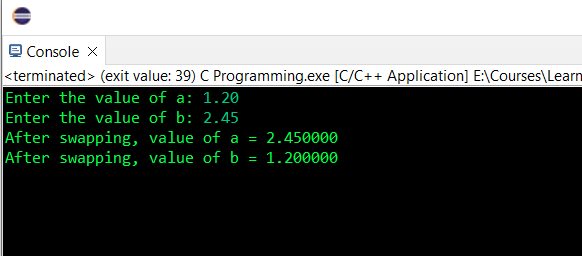 Console
<terminated> (exit value: 39) C Programming.exe [C/C++ Application] E:\Courses\Learn
Enter the value of a: 1.20
Enter the value of b: 2.45
After swapping, value of a = 2.450000
After swapping, value of b = 1.200000